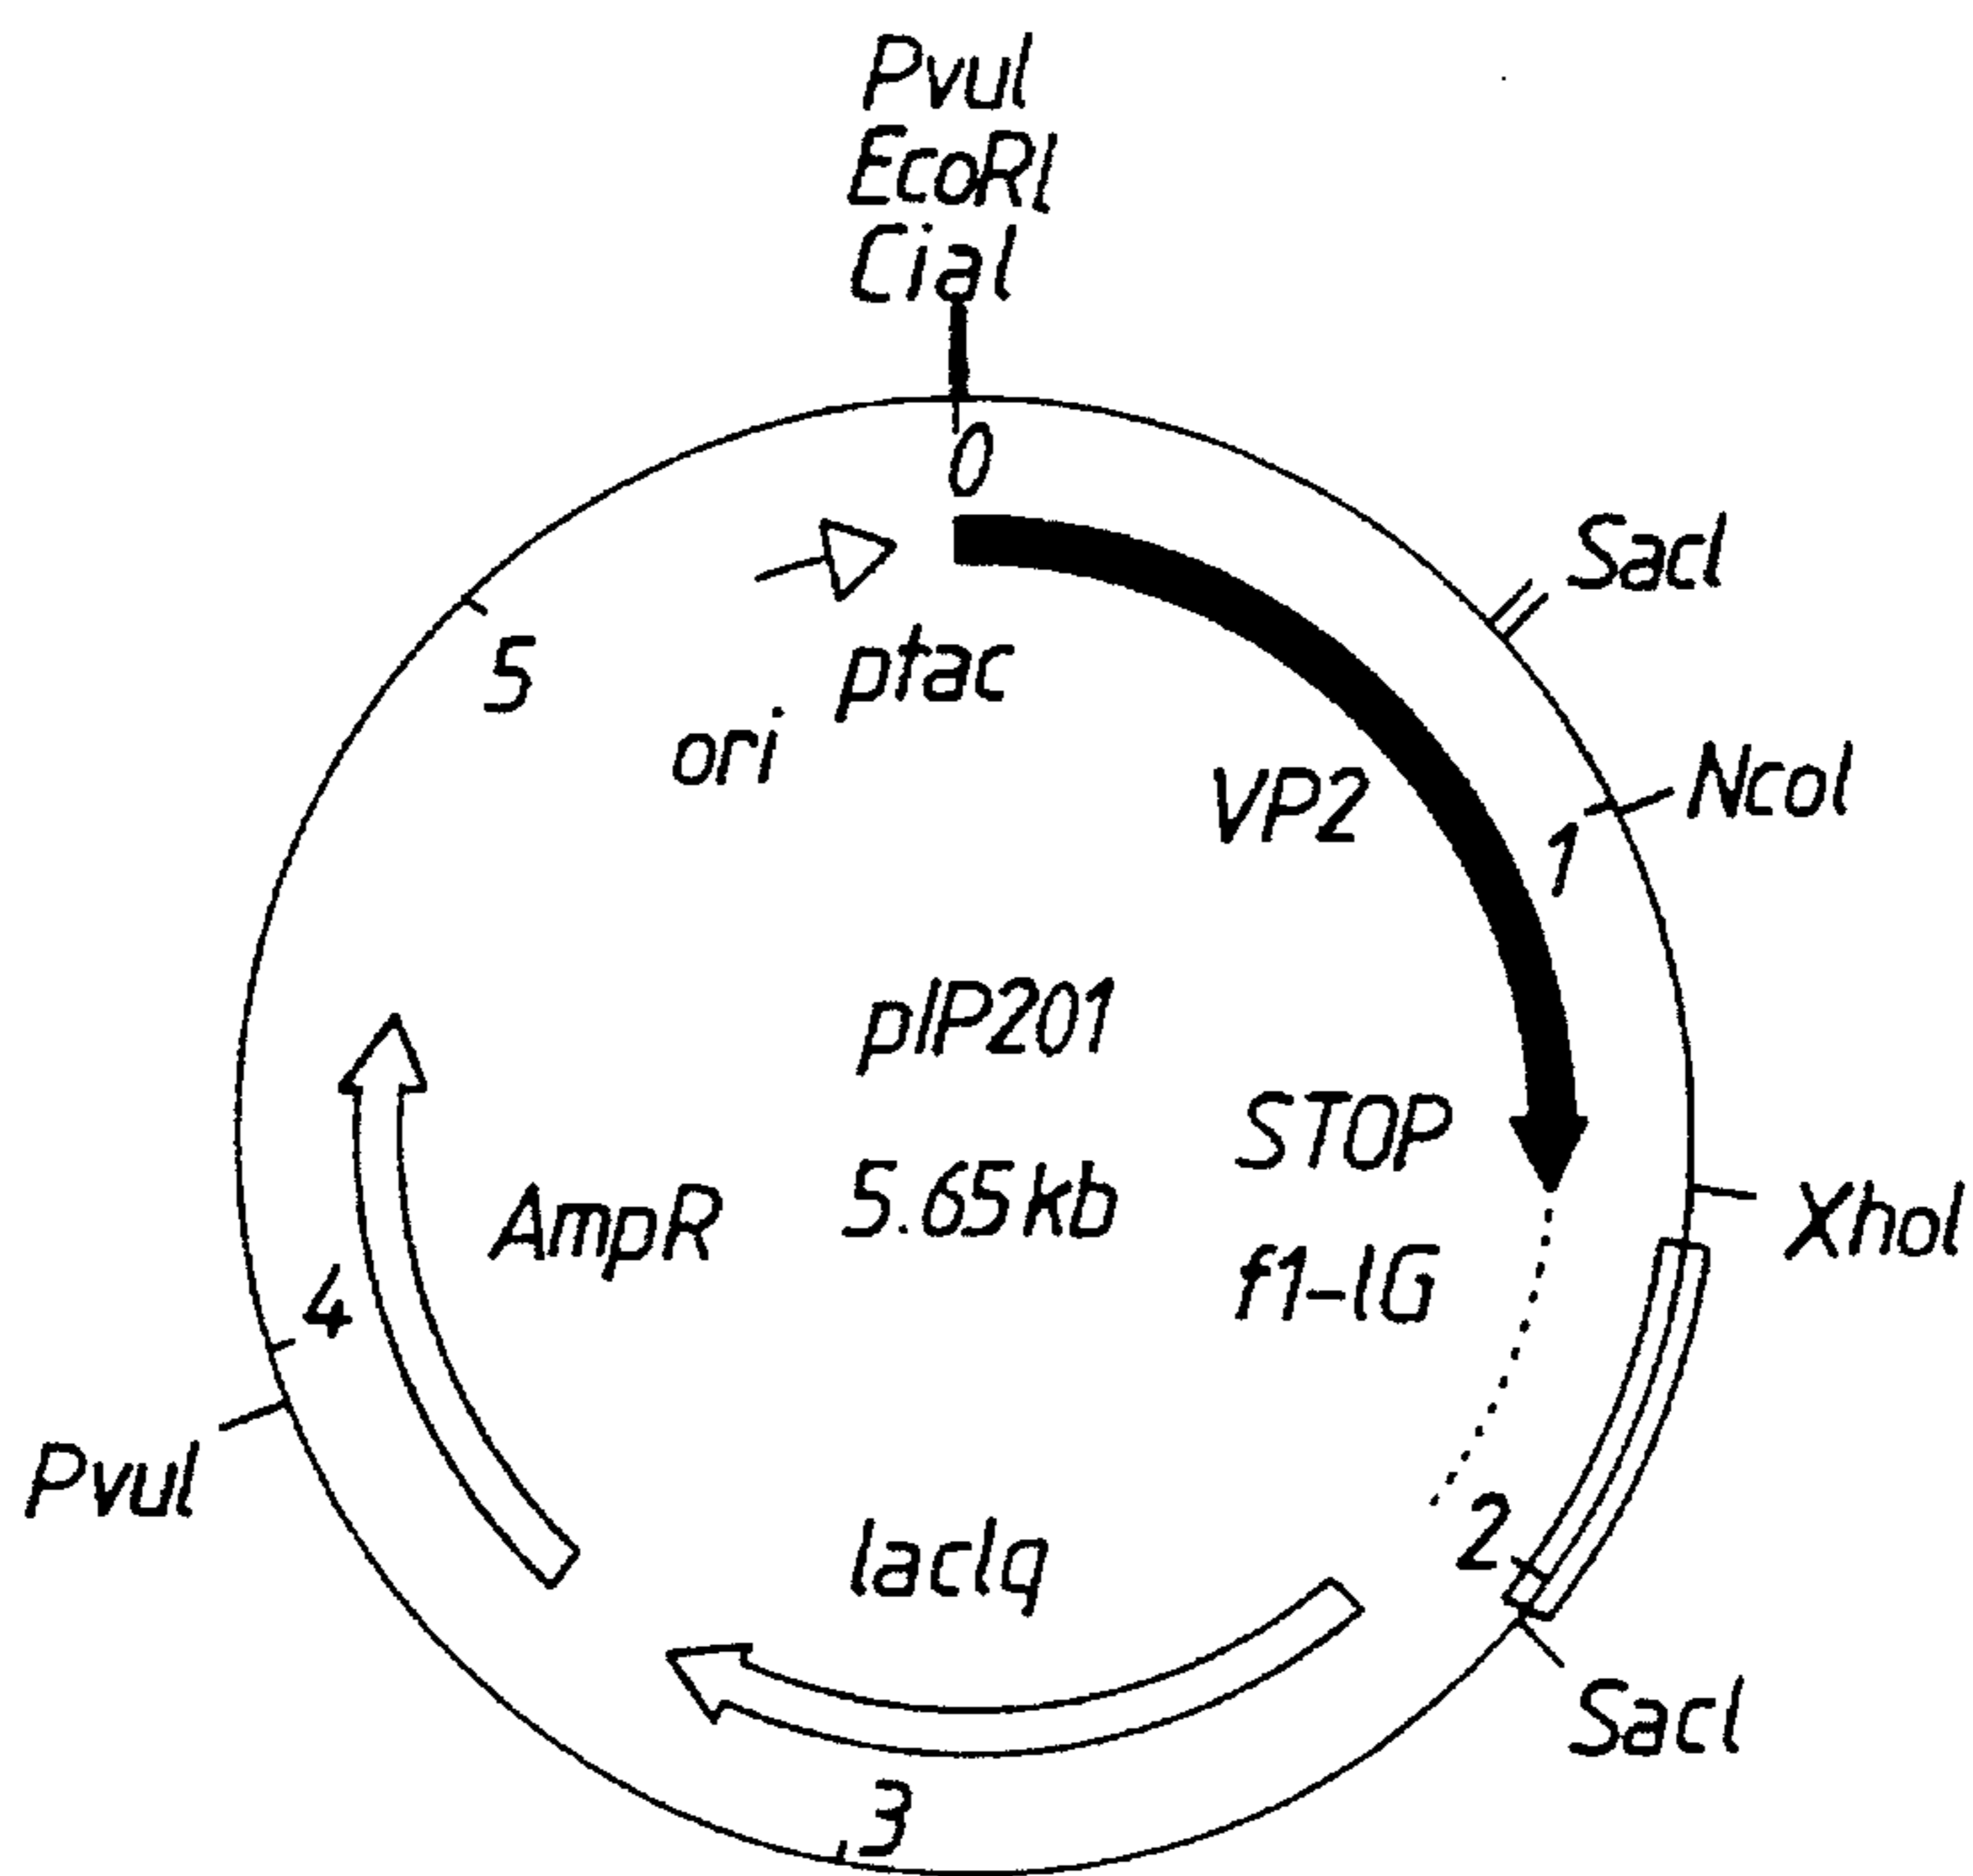 PvuI
EcoRI
CiaI
0
SacI
5
ptac
ori
VP2
NcoI
1
pIP201
STOP
5.65kb
AmpR
XhoI
f1-IG
4
PvuI
2
lacIq
SacI
3